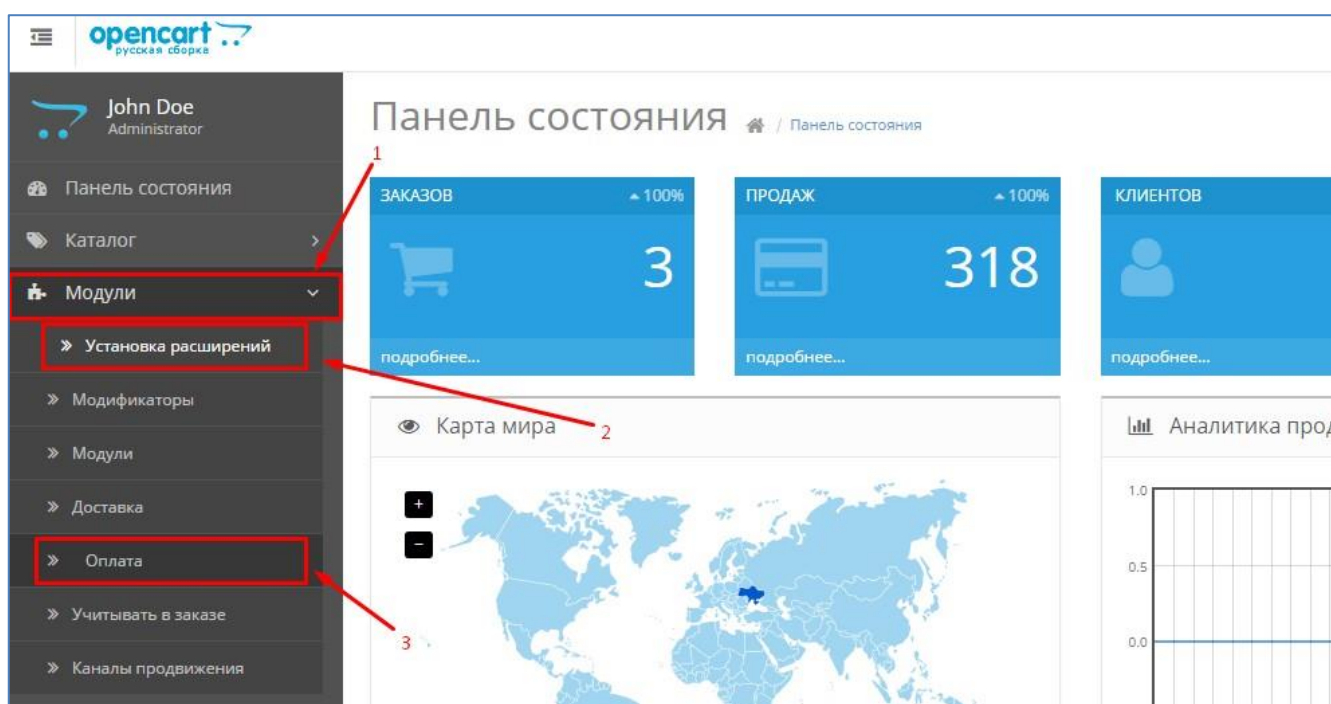 opencart
русская сборка
John Doe
Administrator
Панель состояния
Каталог
Модули
Установка расширений
Модификаторы
Модули
Доставка
Оплата
Учитывать в заказе
Каналы продвижения
Панель состояния / Панель состояния
1
ЗАКАЗОВ 100%
3
подробнее...
ПРОДАЖ 100%
318
подробнее...
КЛИЕНТОВ
подробнее...
2
3
Карта мира
+
−
Аналитика прод
1.0
0.5
0.0